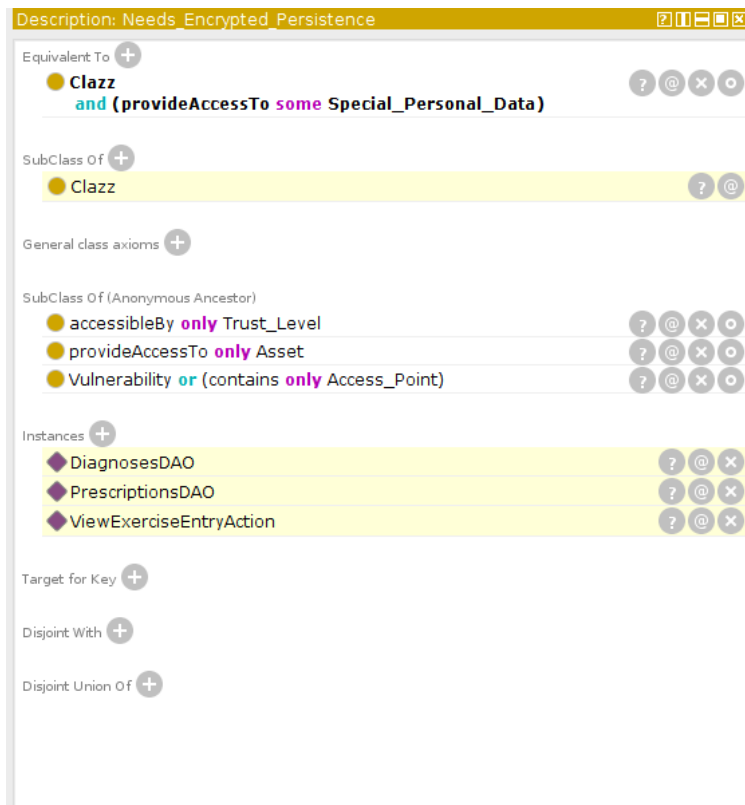 Description: Needs_Encrypted_Persistence
Equivalent To
Clazz
and (provideAccessTo some Special_Personal_Data)
SubClass Of
Clazz
General class axioms
SubClass Of (Anonymous Ancestor)
accessibleBy only Trust_Level
provideAccessTo only Asset
Vulnerability or (contains only Access_Point)
Instances
DiagnosesDAO
PrescriptionsDAO
ViewExerciseEntryAction
Target for Key
Disjoint With
Disjoint Union Of